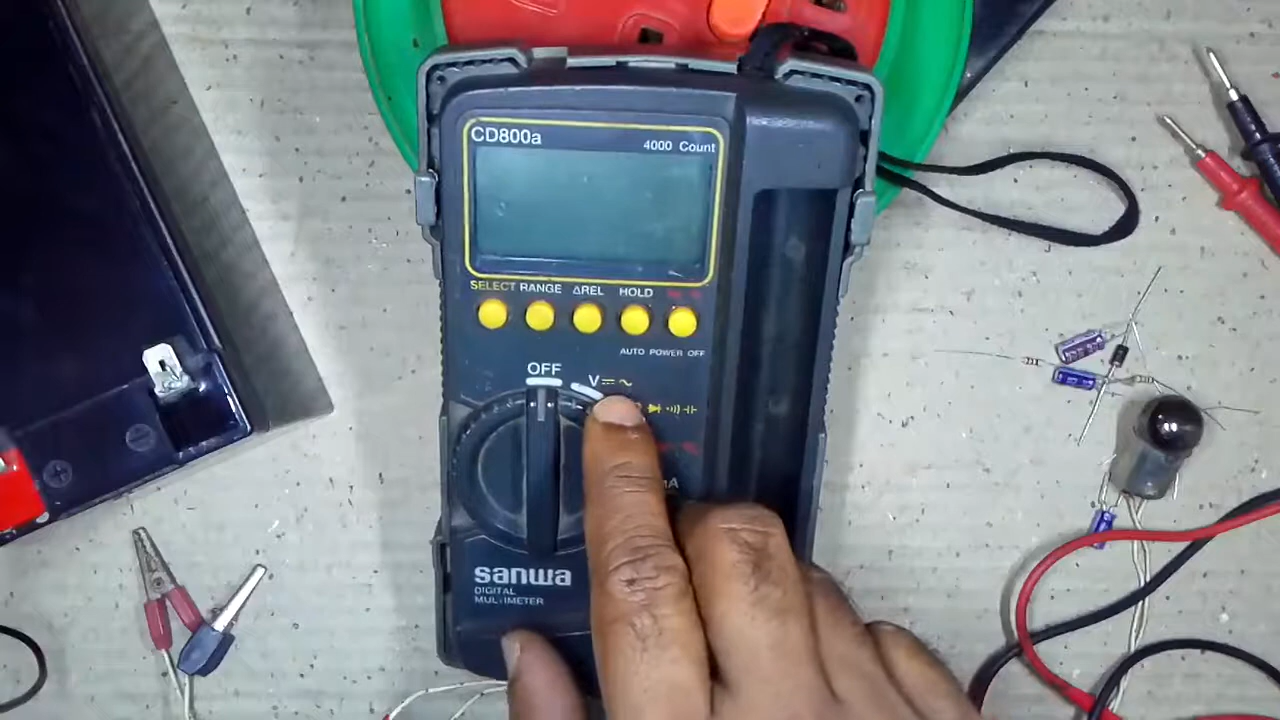 CD800a
4000 Count
SELECT RANGE ΔREL HOLD
AUTO POWER OFF
OFF V
sanwa
DIGITAL
MULTIMETER